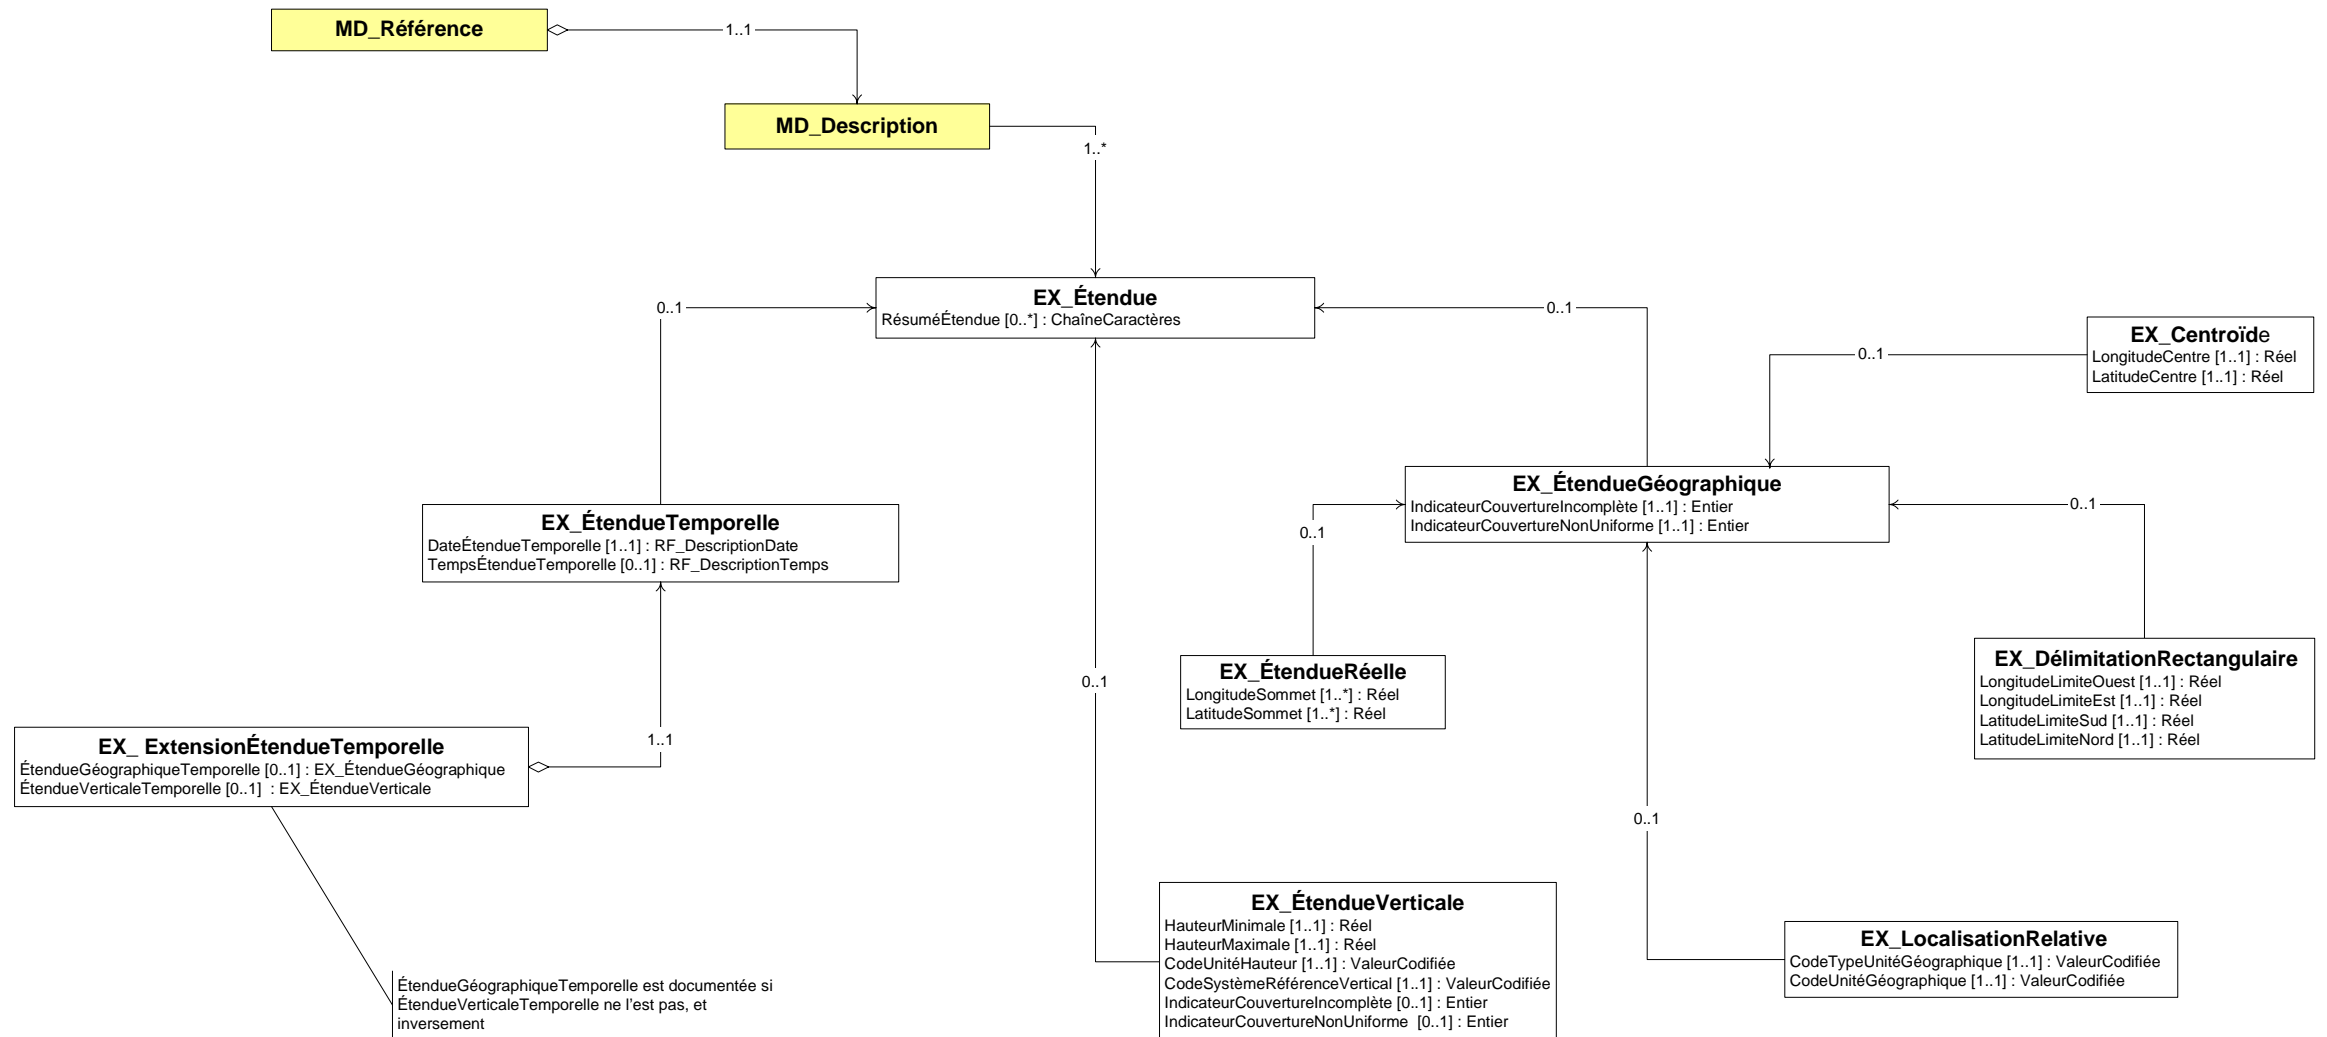 MD_Référence
1..1
MD_Description
1..*
EX_Étendue
RésuméÉtendue [0..*] : ChaîneCaractères
0..1
0..1
EX_Centroïde
LongitudeCentre [1..1] : Réel
LatitudeCentre [1..1] : Réel
0..1
EX_ÉtendueGéographique
IndicateurCouvertureIncomplète [1..1] : Entier
IndicateurCouvertureNonUniforme [1..1] : Entier
0..1
0..1
EX_ÉtendueTemporelle
DateÉtendueTemporelle [1..1] : RF_DescriptionDate
TempsÉtendueTemporelle [0..1] : RF_DescriptionTemps
EX_ÉtendueRéelle
LongitudeSommet [1..*] : Réel
LatitudeSommet [1..*] : Réel
EX_DélimitationRectangulaire
LongitudeLimiteOuest [1..1] : Réel
LongitudeLimiteEst [1..1] : Réel
LatitudeLimiteSud [1..1] : Réel
LatitudeLimiteNord [1..1] : Réel
0..1
1..1
EX_ ExtensionÉtendueTemporelle
ÉtendueGéographiqueTemporelle [0..1] : EX_ÉtendueGéographique
ÉtendueVerticaleTemporelle [0..1]  : EX_ÉtendueVerticale
0..1
EX_ÉtendueVerticale
HauteurMinimale [1..1] : Réel
HauteurMaximale [1..1] : Réel
CodeUnitéHauteur [1..1] : ValeurCodifiée
CodeSystèmeRéférenceVertical [1..1] : ValeurCodifiée
IndicateurCouvertureIncomplète [0..1] : Entier
IndicateurCouvertureNonUniforme  [0..1] : Entier
EX_LocalisationRelative
CodeTypeUnitéGéographique [1..1] : ValeurCodifiée
CodeUnitéGéographique [1..1] : ValeurCodifiée
ÉtendueGéographiqueTemporelle est documentée si
ÉtendueVerticaleTemporelle ne l'est pas, et
inversement